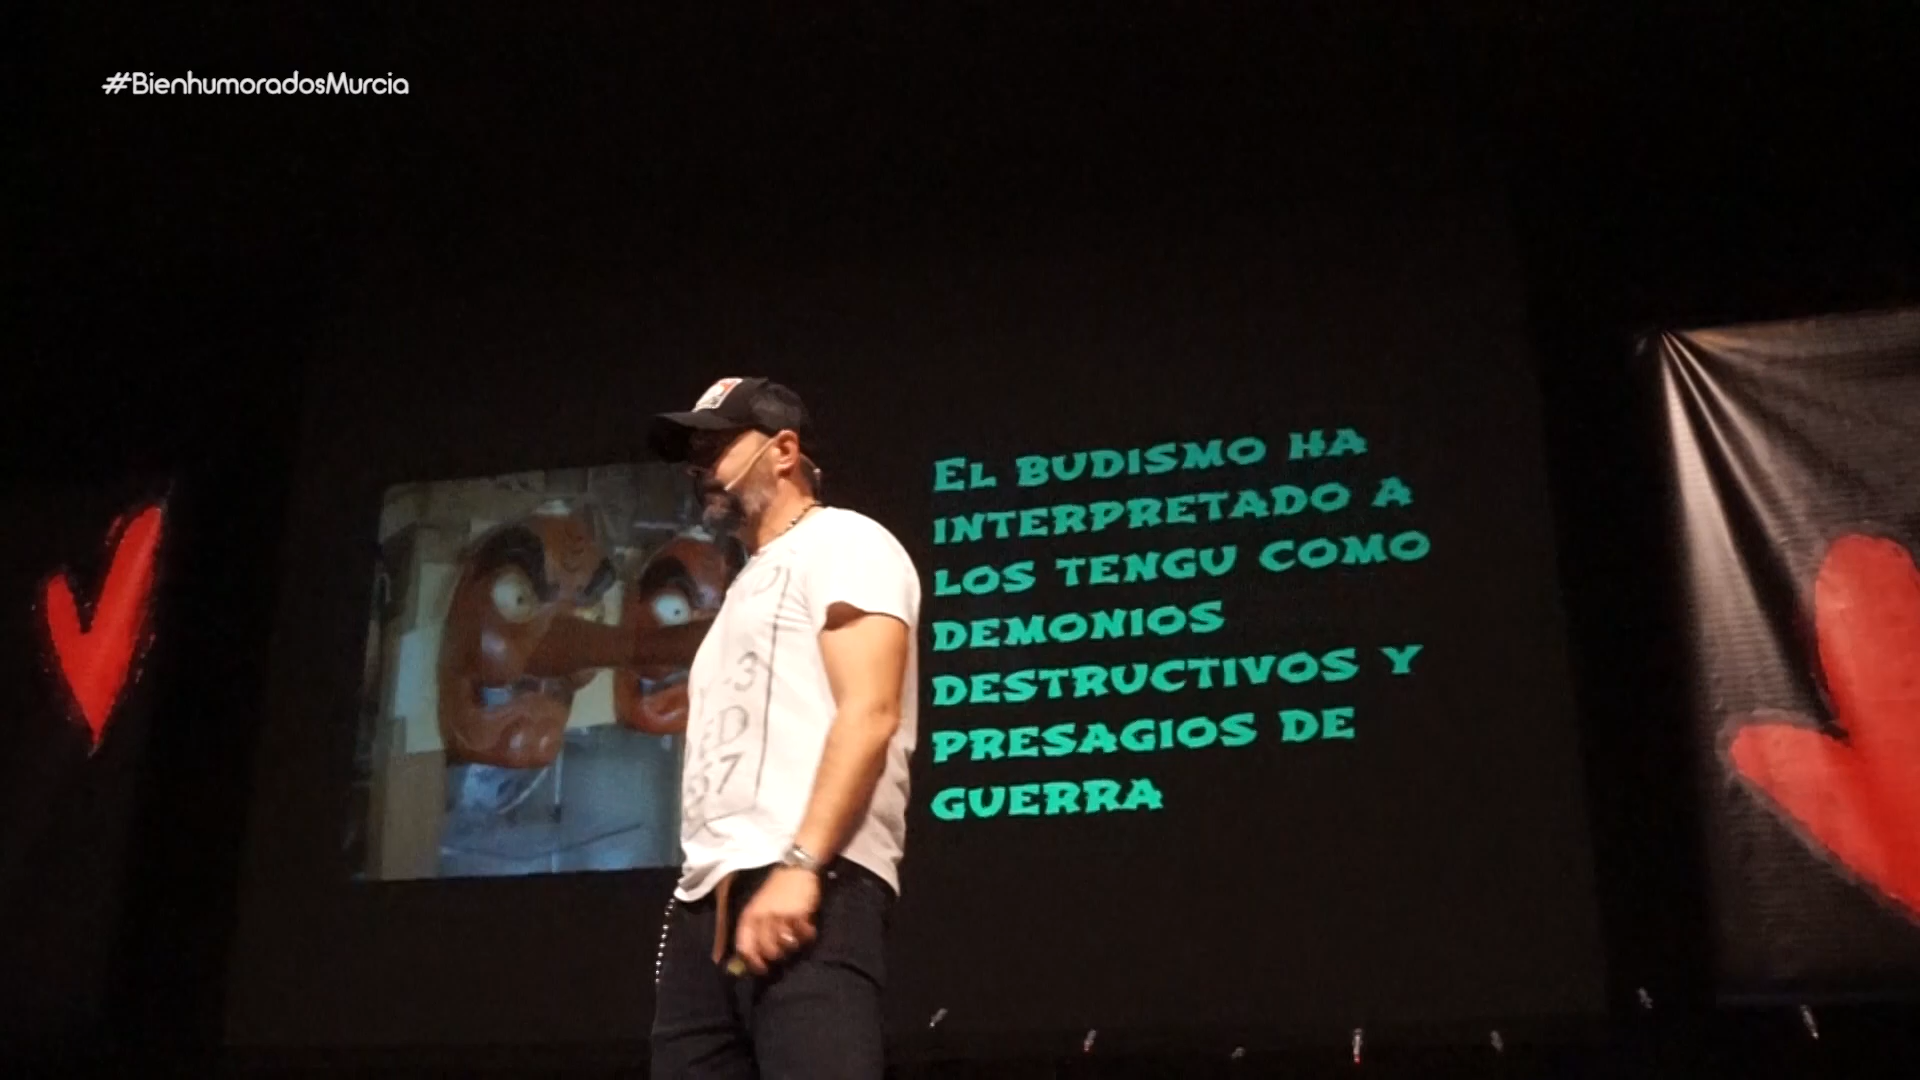 #BienhumoradosMurcia
El budismo ha
interpretado a
los tengu como
demonios
destructivos y
presagios de
guerra